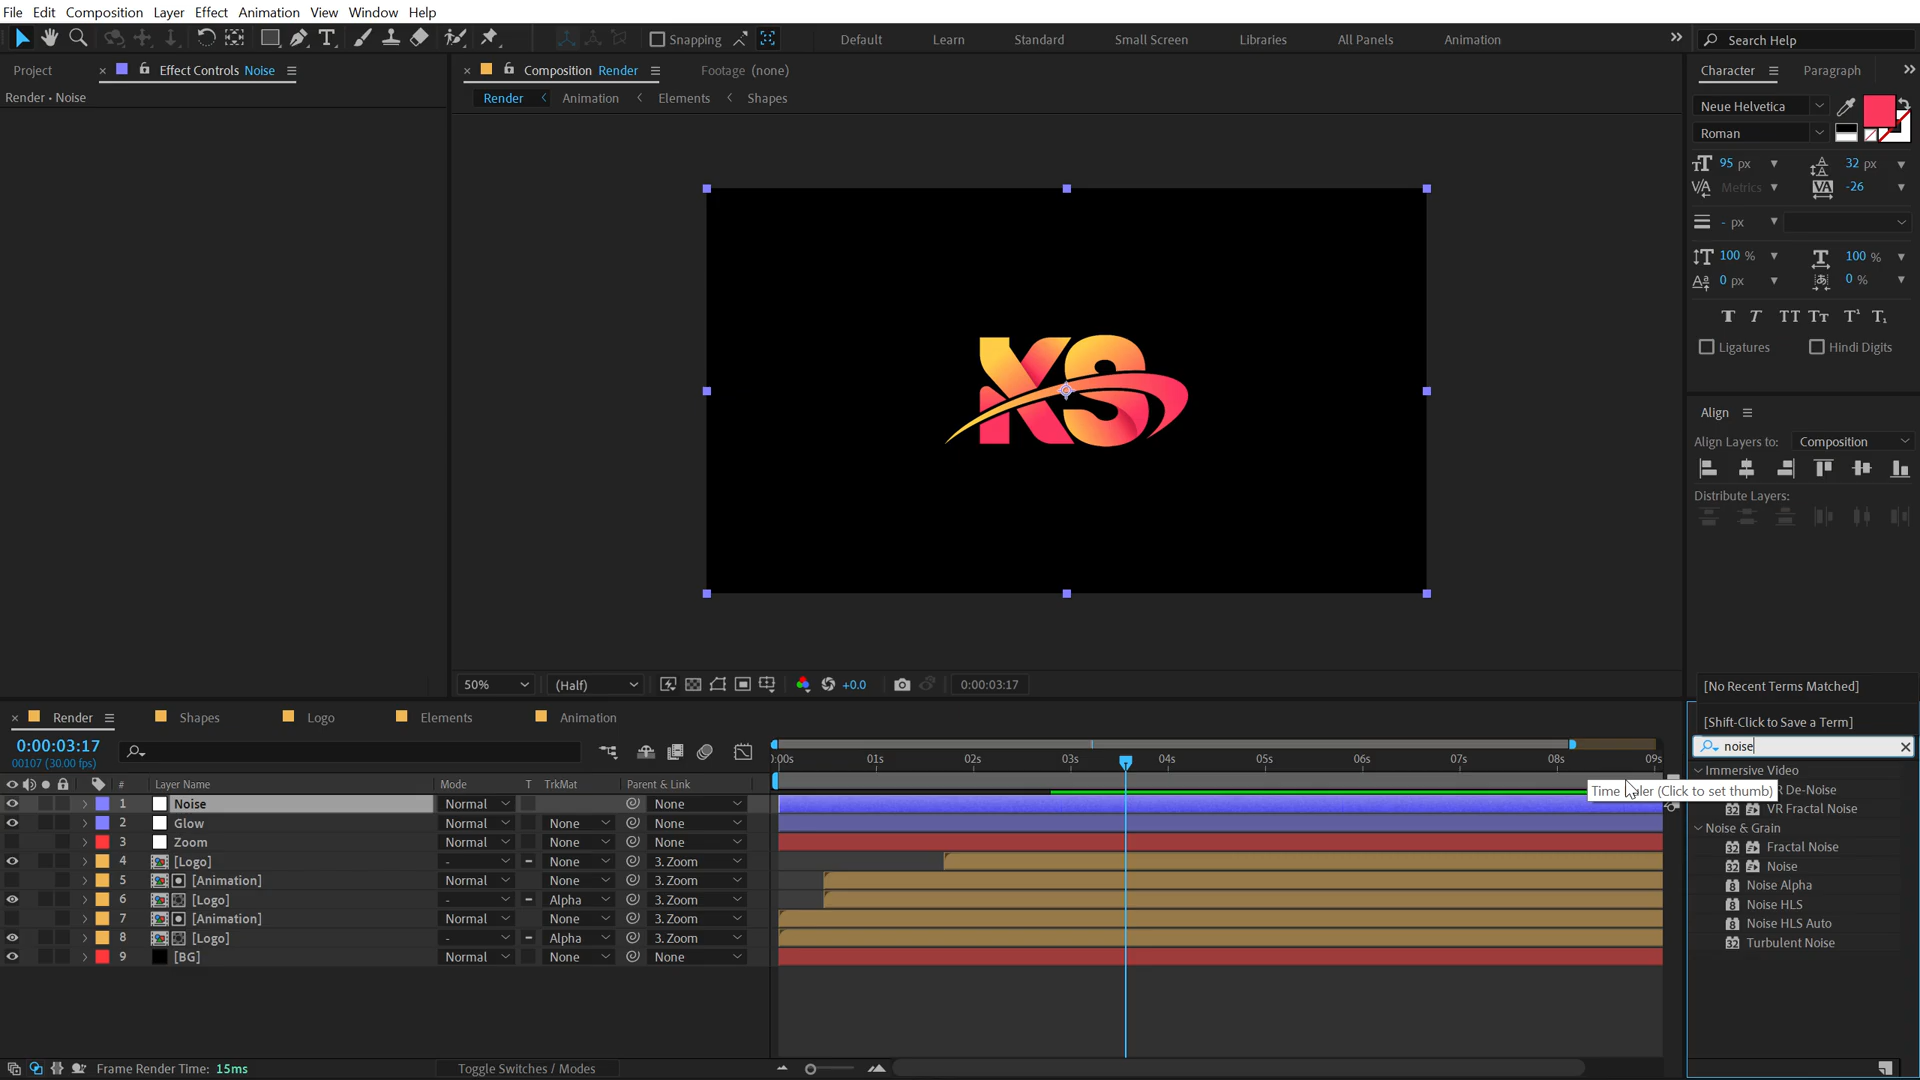 File Edit Composition Layer Effect Animation View Window Help
Snapping Default Learn Standard Small Screen Libraries All Panels Animation Search Help
Project Effect Controls Noise Composition Render Footage (none) Character Paragraph
Render • Noise Render Animation Elements Shapes
Neue Helvetica
Roman
95 px 32 px
Metrics -26
- px
100 % 100 %
0 px 0 %
Ligatures Hindi Digits
XS
Align
Align Layers to: Composition
Distribute Layers:
50% (Half) +0.0 0:00:03:17
[No Recent Terms Matched]
[Shift-Click to Save a Term]
noise
Render Shapes Logo Elements Animation
0:00:03:17
00107 (30.00 fps)
:00s 01s 02s 03s 04s 05s 06s 07s 08s 09s
# Layer Name Mode T TrkMat Parent & Link
1 Noise Normal None
2 Glow Normal None None
3 Zoom Normal None None
4 [Logo] - None 3. Zoom
5 [Animation] Normal None 3. Zoom
6 [Logo] - Alpha 3. Zoom
7 [Animation] Normal None 3. Zoom
8 [Logo] - Alpha 3. Zoom
9 [BG] Normal None None
Immersive Video
R De-Noise
VR Fractal Noise
Noise & Grain
Fractal Noise
Noise
Noise Alpha
Noise HLS
Noise HLS Auto
Turbulent Noise
(Click to set thumb)
Frame Render Time: 15ms Toggle Switches / Modes